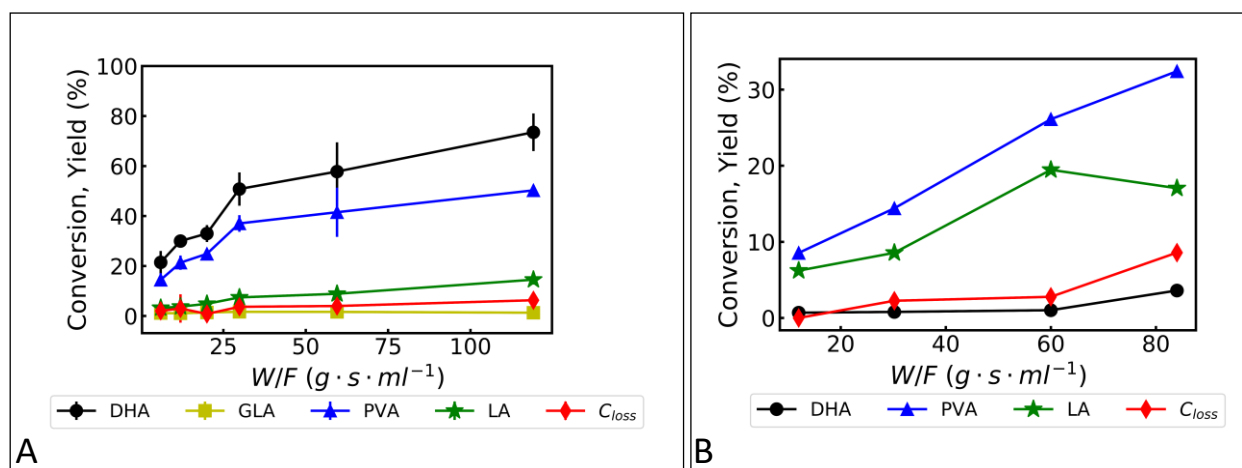 Conversion, Yield (%)
100
80
60
40
20
0
25
50
75
100
W/F (g · s · ml⁻¹)
DHA GLA PVA LA C_loss
A
Conversion, Yield (%)
30
20
10
0
20
40
60
80
W/F (g · s · ml⁻¹)
DHA PVA LA C_loss
B